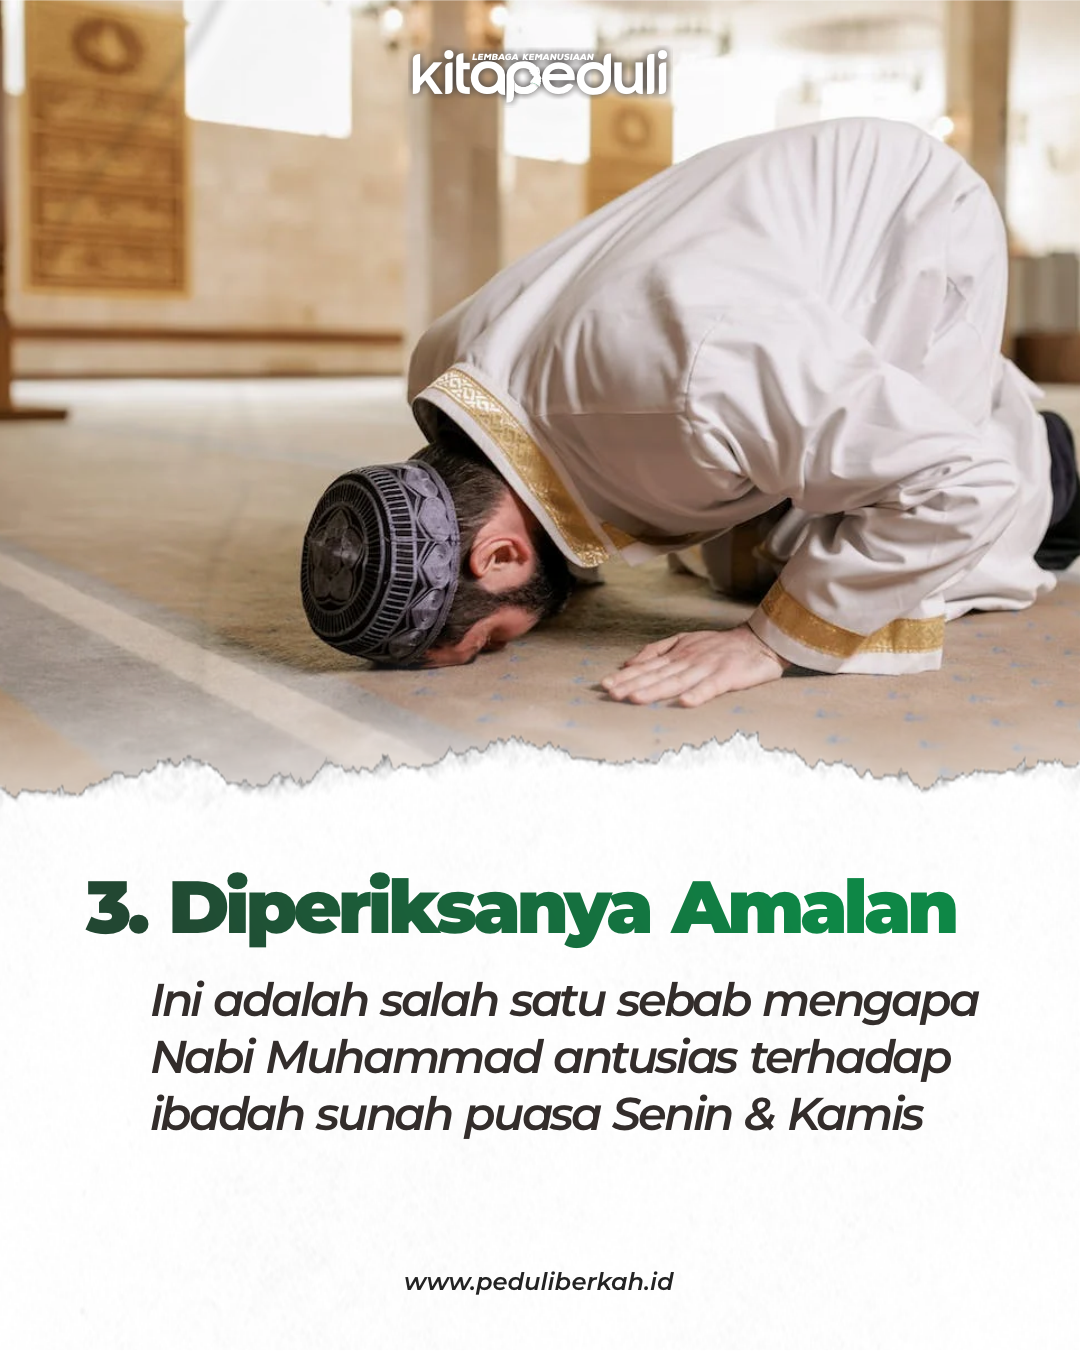 LEMBAGA KEMANUSIAAN
kitapeduli
3. Diperiksanya Amalan
Ini adalah salah satu sebab mengapa
Nabi Muhammad antusias terhadap
ibadah sunah puasa Senin & Kamis
www.peduliberkah.id